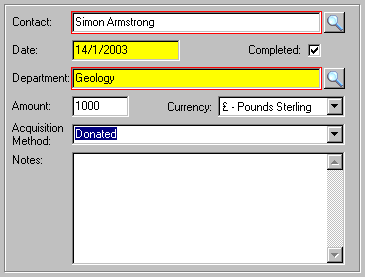 Contact: Simon Armstrong
Date: 14/1/2003 Completed:
Department: Geology
Amount: 1000 Currency: £ - Pounds Sterling
Acquisition
Method: Donated
Notes: